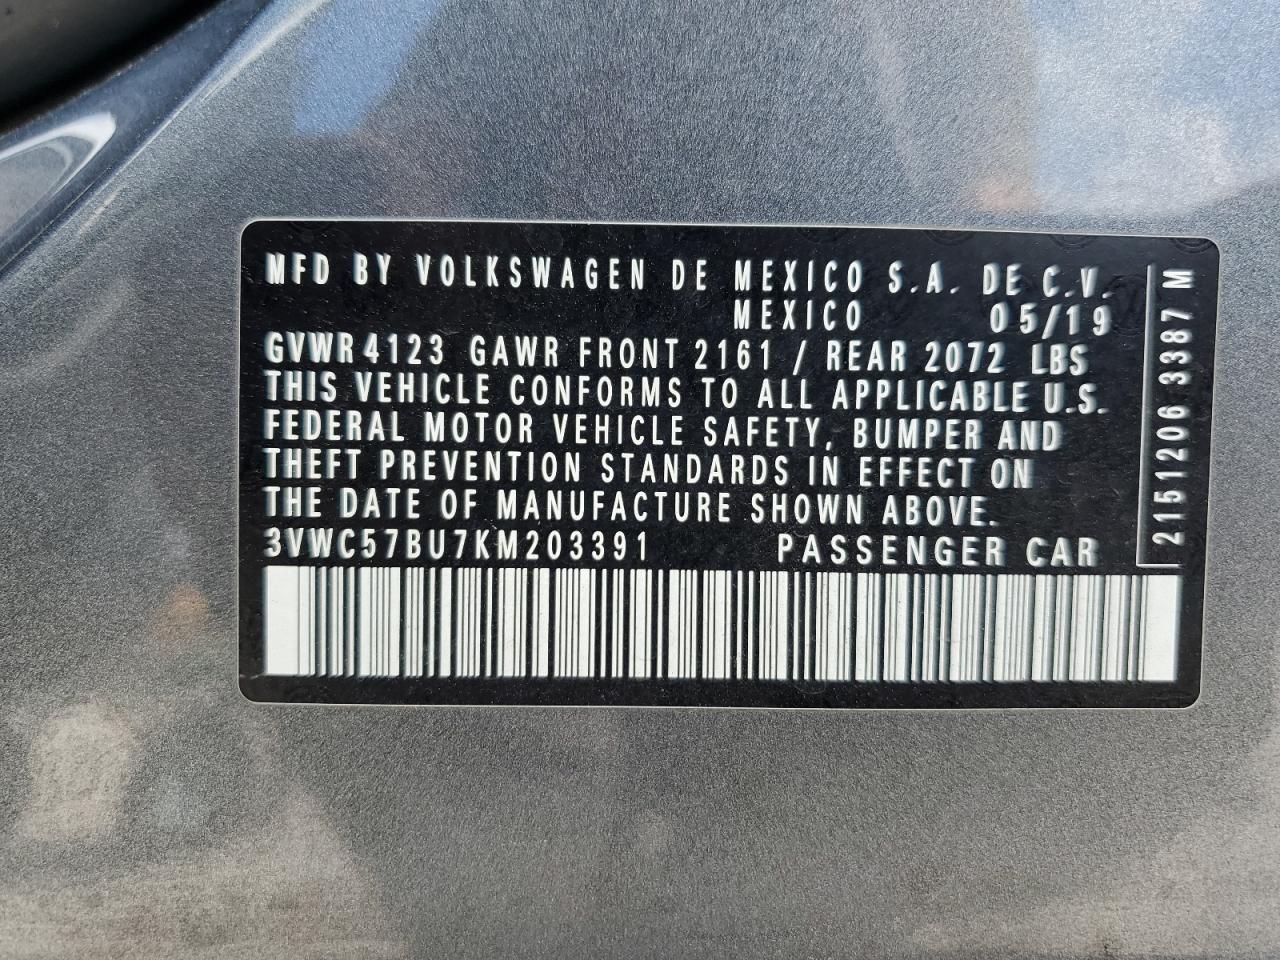 MFD BY VOLKSWAGEN DE MEXICO S.A. DE C.V.
MEXICO 05/19
GVWR 4123 GAWR FRONT 2161 / REAR 2072 LBS
THIS VEHICLE CONFORMS TO ALL APPLICABLE U.S.
FEDERAL MOTOR VEHICLE SAFETY, BUMPER AND
THEFT PREVENTION STANDARDS IN EFFECT ON
THE DATE OF MANUFACTURE SHOWN ABOVE.
3VWC57BU7KM203391 PASSENGER CAR
2151206 3387 M